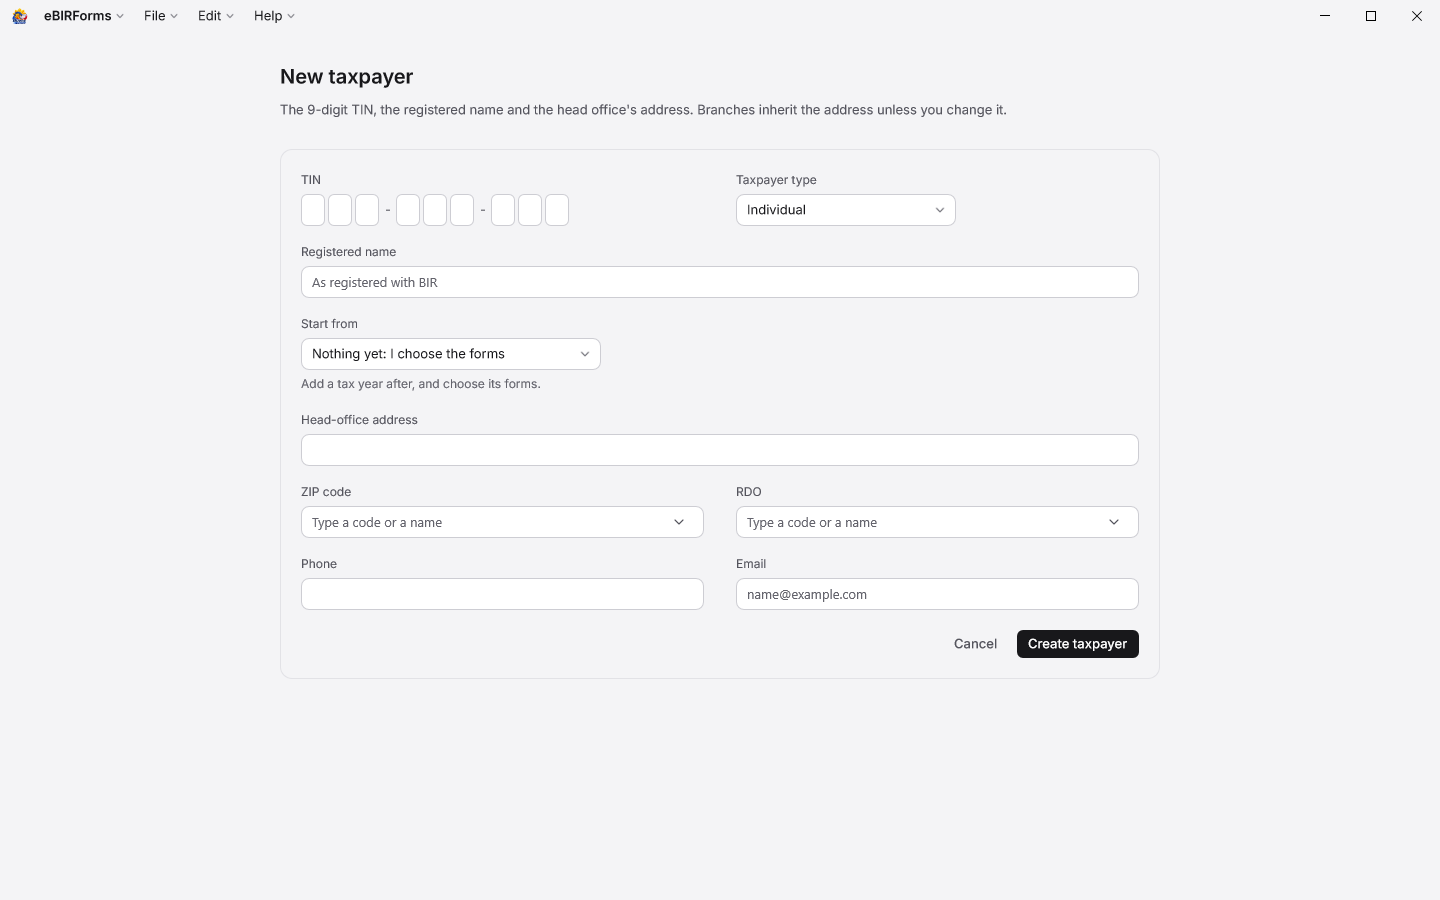 eBIRForms File Edit Help
New taxpayer
The 9-digit TIN, the registered name and the head office's address. Branches inherit the address unless you change it.
TIN
- -
Taxpayer type
Individual
Registered name
As registered with BIR
Start from
Nothing yet: I choose the forms
Add a tax year after, and choose its forms.
Head-office address
ZIP code
Type a code or a name
RDO
Type a code or a name
Phone
Email
name@example.com
Cancel Create taxpayer